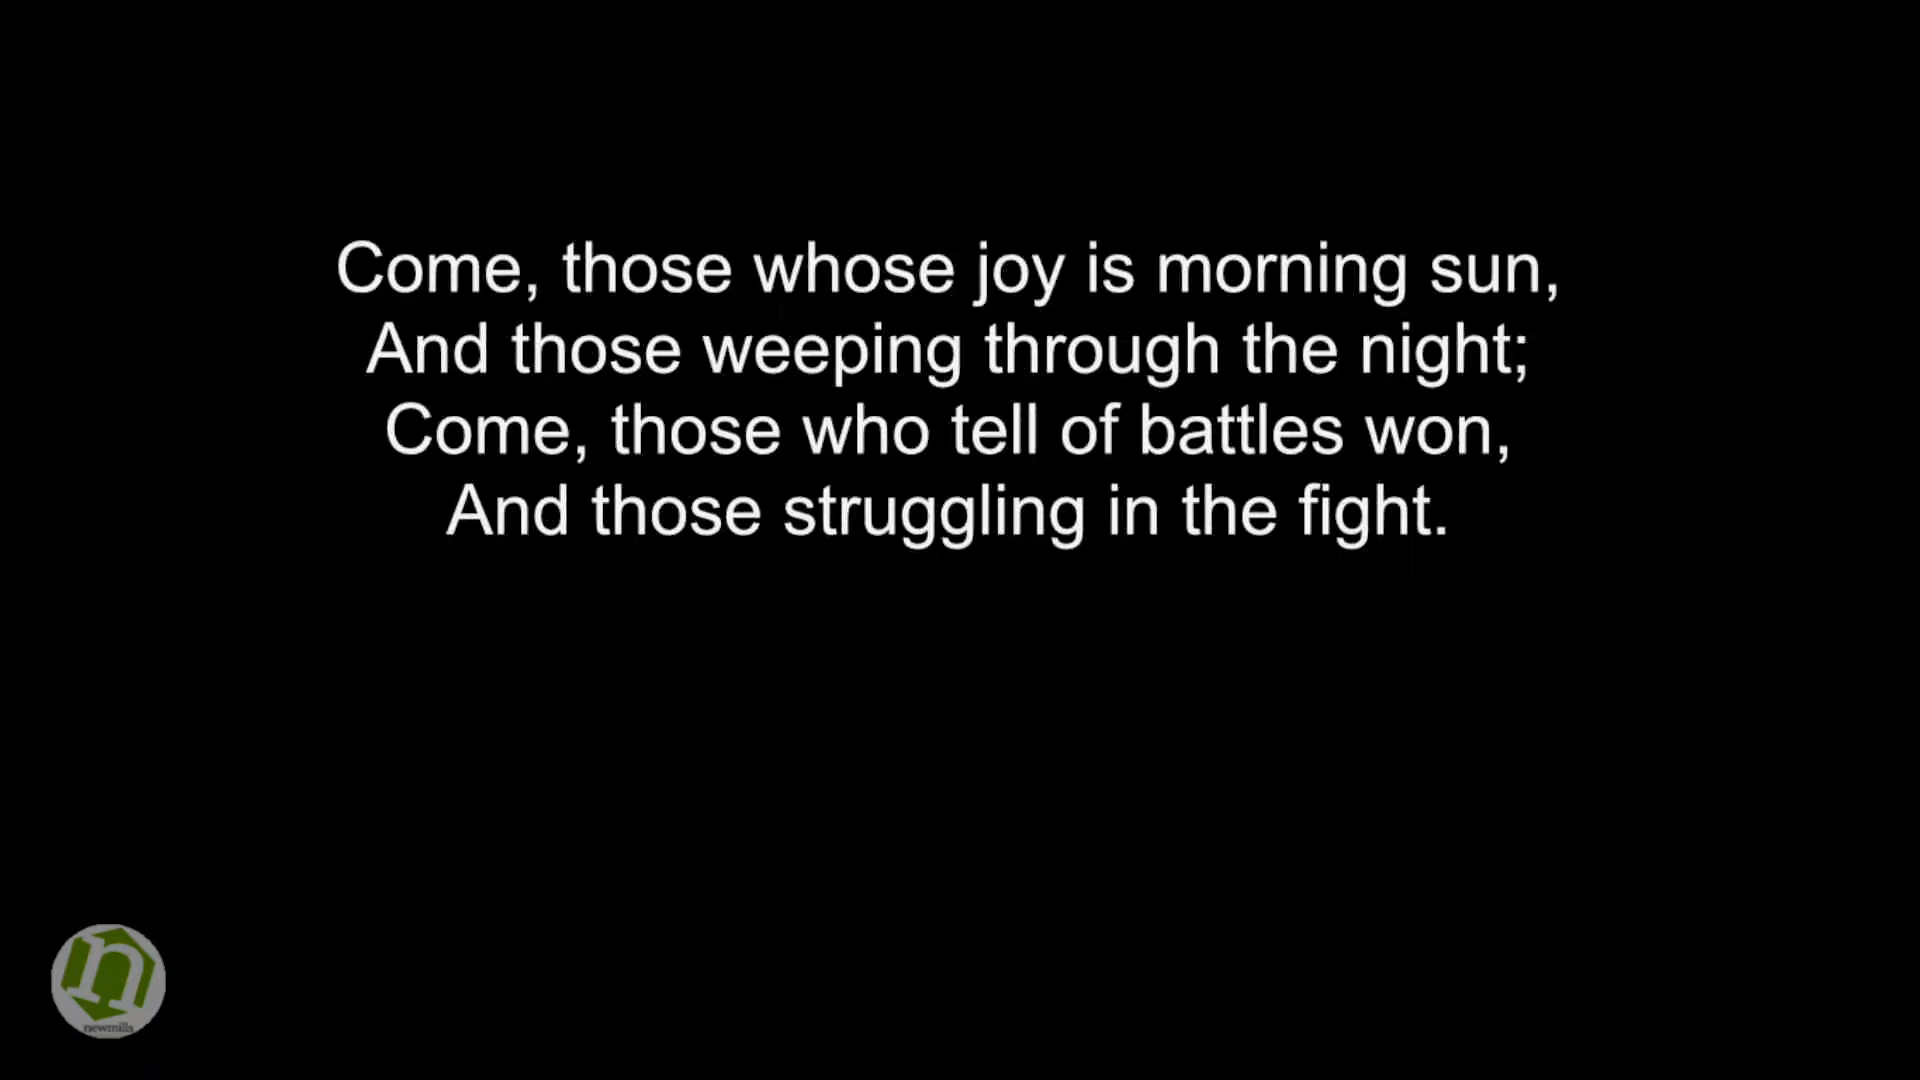 Come, those whose joy is morning sun,
And those weeping through the night;
Come, those who tell of battles won,
And those struggling in the fight.
n
newmills